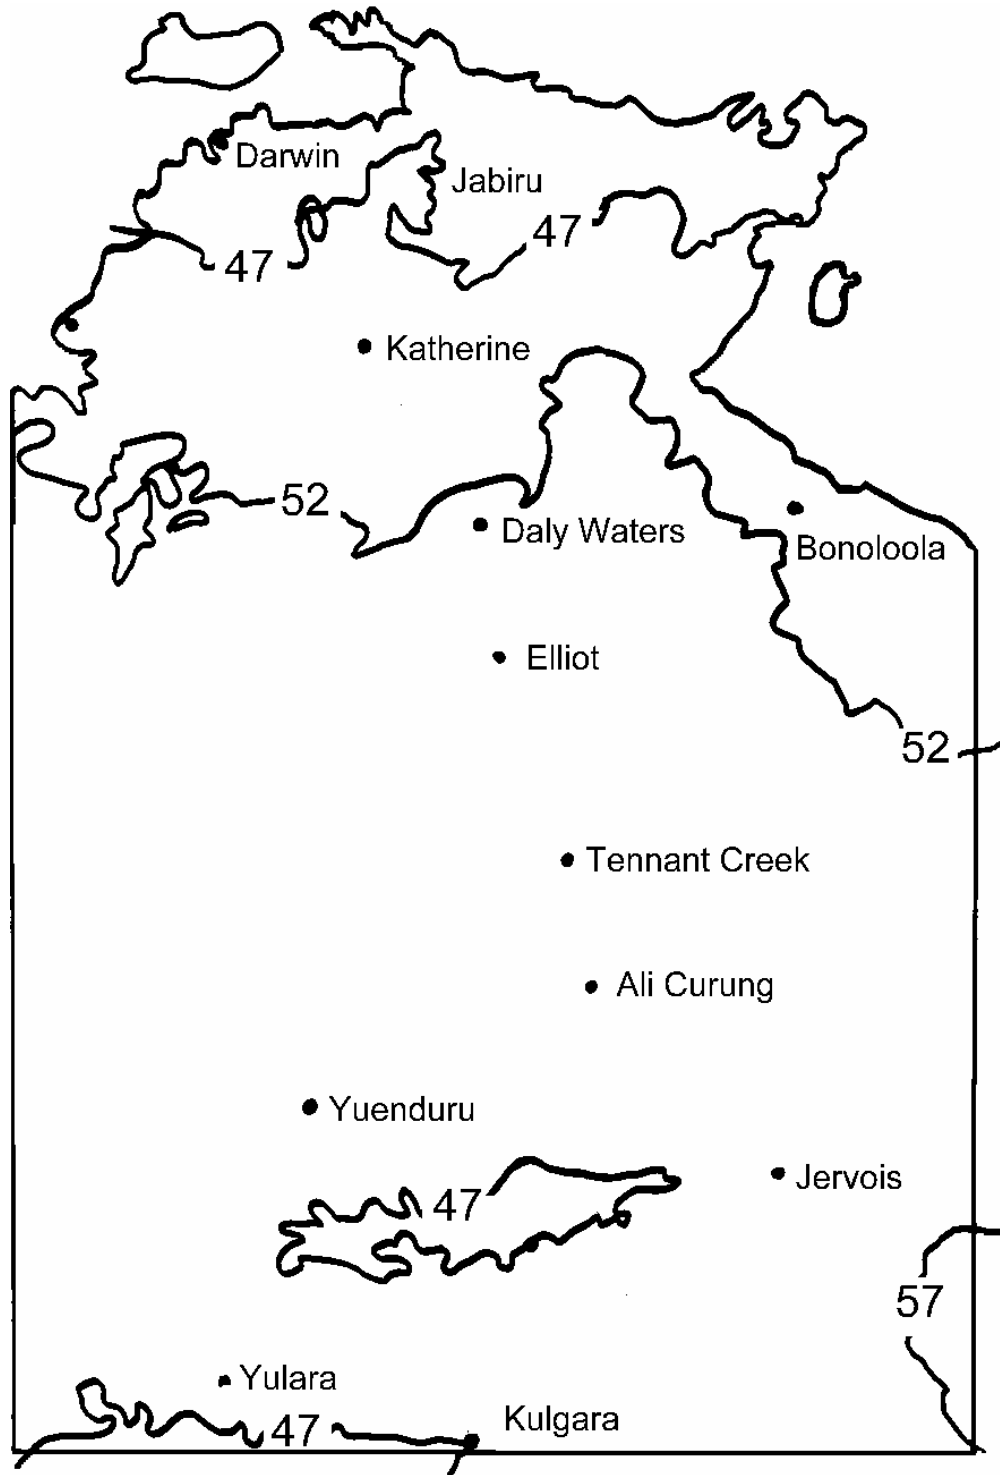 Darwin
Jabiru
47
47
Katherine
52
Daly Waters
Bonoloola
Elliot
52
Tennant Creek
Ali Curung
Yuenduru
Jervois
47
57
Yulara
Kulgara
47